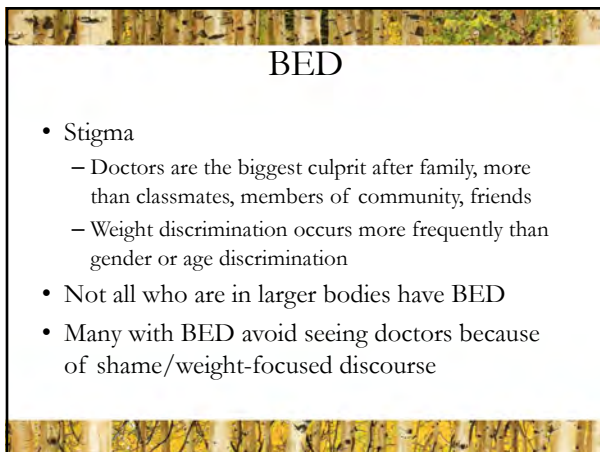 BED
• Stigma
– Doctors are the biggest culprit after family, more
than classmates, members of community, friends
– Weight discrimination occurs more frequently than
gender or age discrimination
• Not all who are in larger bodies have BED
• Many with BED avoid seeing doctors because
of shame/weight-focused discourse